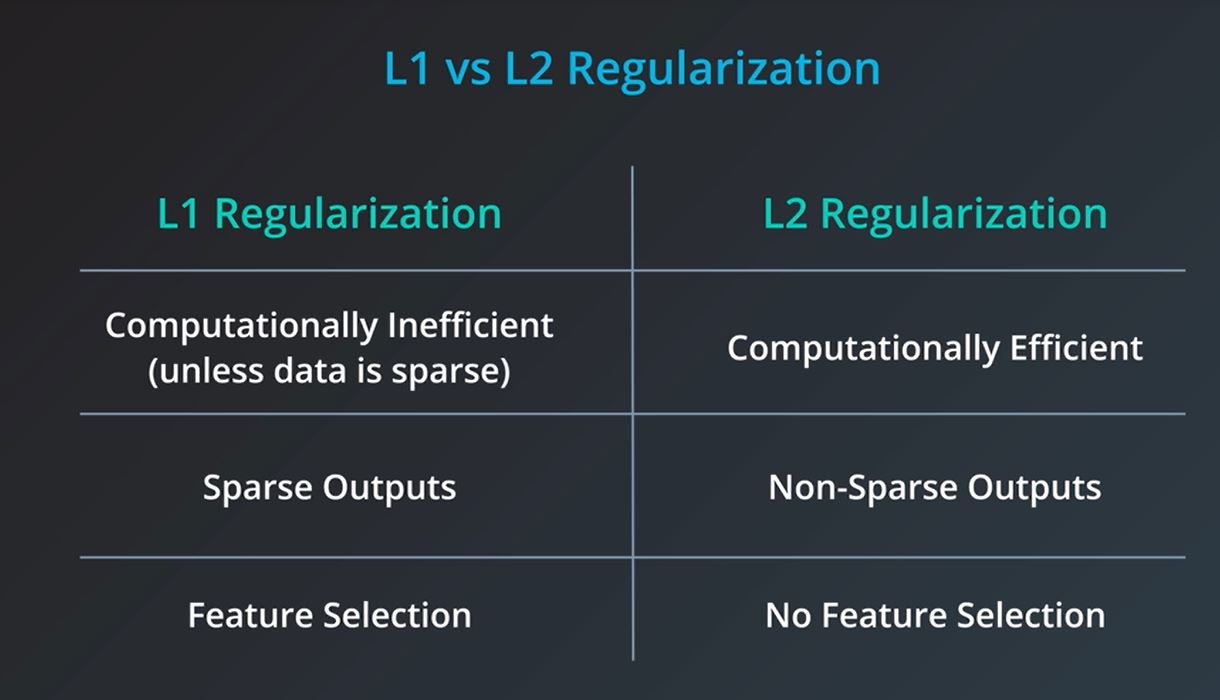 L1 vs L2 Regularization
L1 Regularization
L2 Regularization
Computationally Inefficient
(unless data is sparse)
Computationally Efficient
Sparse Outputs
Non-Sparse Outputs
Feature Selection
No Feature Selection